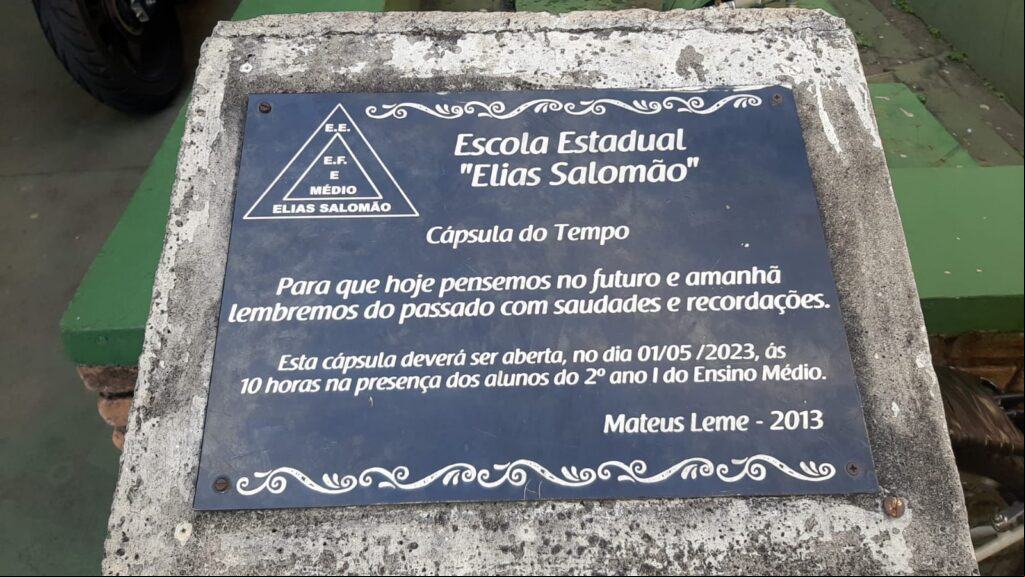 E.E.
E.F.
E
MÉDIO
ELIAS SALOMÃO
Escola Estadual
"Elias Salomão"
Cápsula do Tempo
Para que hoje pensemos no futuro e amanhã
lembremos do passado com saudades e recordações.
Esta cápsula deverá ser aberta, no dia 01/05 /2023, ás
10 horas na presença dos alunos do 2º ano I do Ensino Médio.
Mateus Leme - 2013